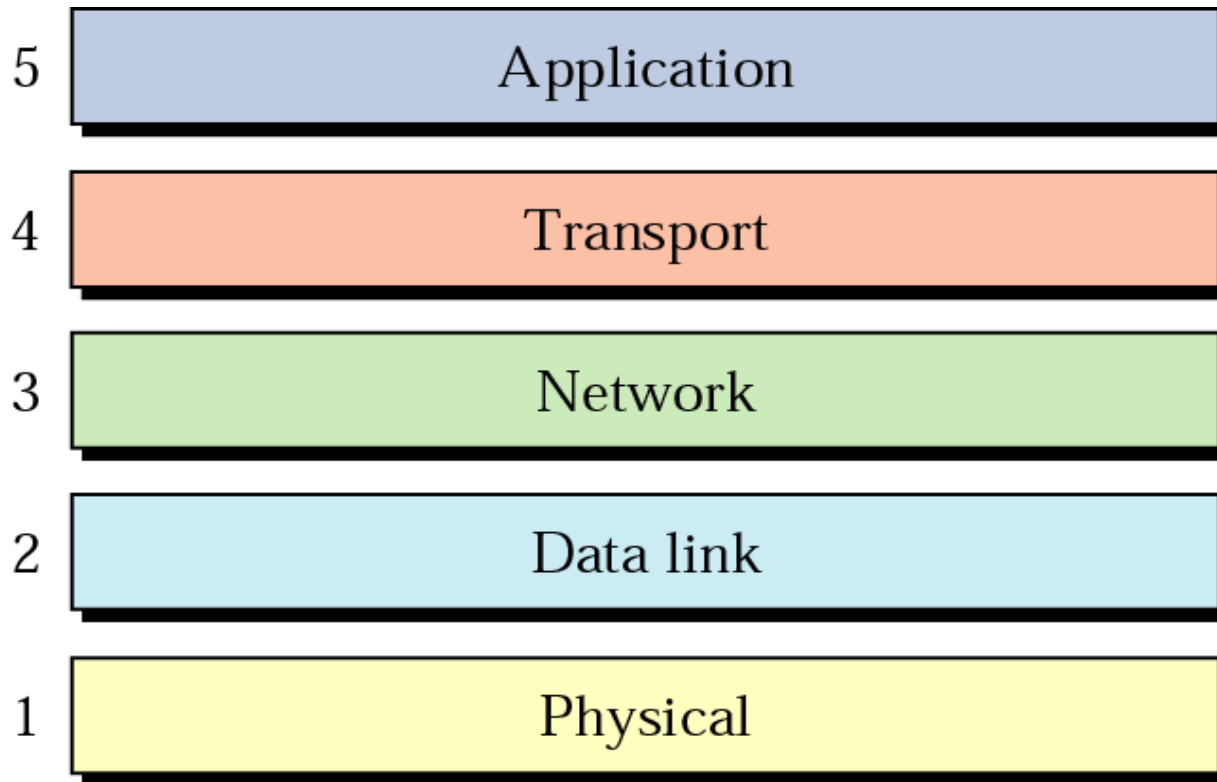 5 Application
4 Transport
3 Network
2 Data link
1 Physical